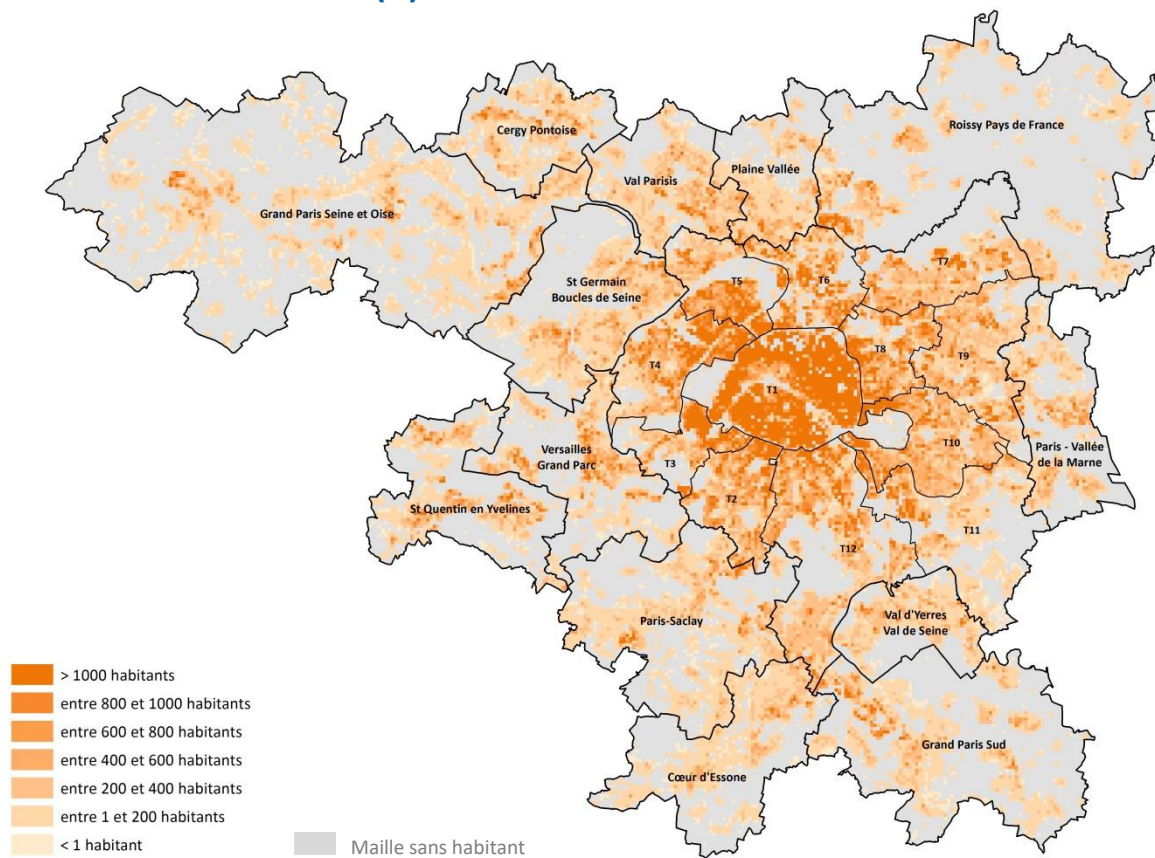 Cergy Pontoise
Roissy Pays de France
Val Parisis
Plaine Vallée
Grand Paris Seine et Oise
T7
St Germain
Boucles de Seine
T5
T6
T8
T9
T4
T1
T10
Versailles
Grand Parc
T3
Paris - Vallée
de la Marne
St Quentin en Yvelines
T2
T11
T12
Paris-Saclay
Val d'Yerres
Val de Seine
Grand Paris Sud
Cœur d'Essone
> 1000 habitants
entre 800 et 1000 habitants
entre 600 et 800 habitants
entre 400 et 600 habitants
entre 200 et 400 habitants
entre 1 et 200 habitants
< 1 habitant
Maille sans habitant